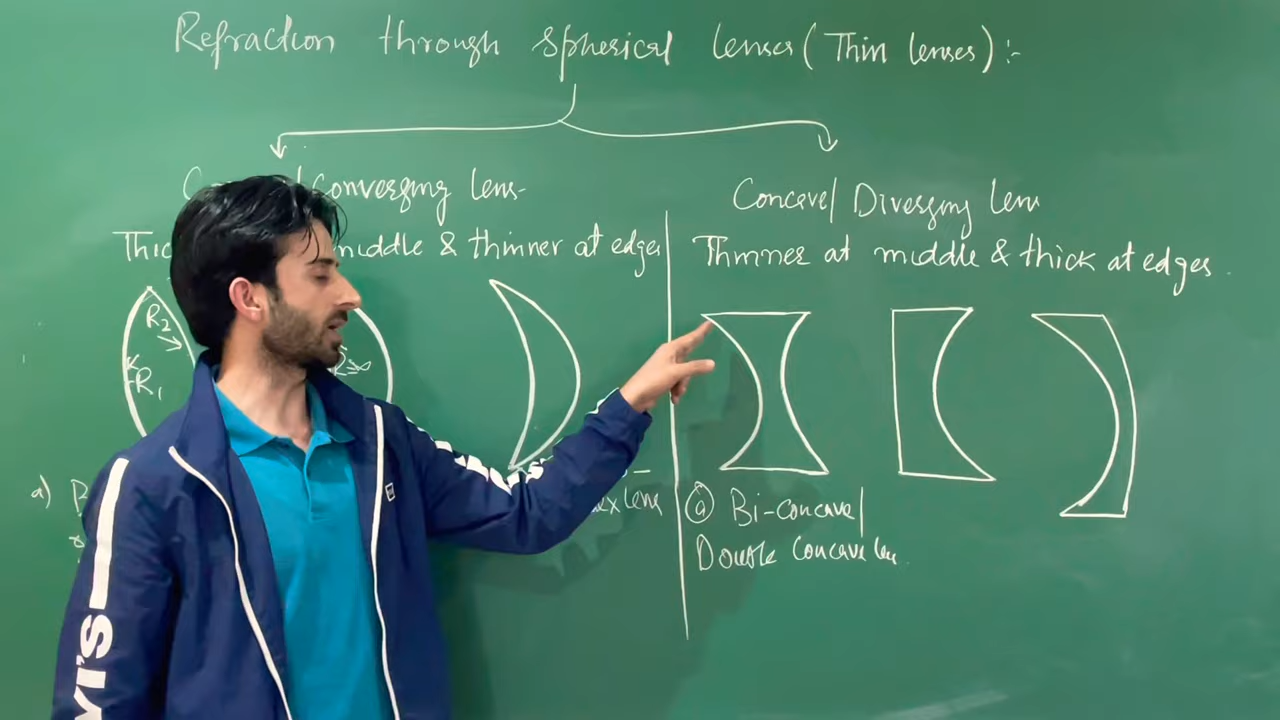 Refraction through Spherical lenses (Thin lenses) :-
Converging lens
middle & thinner at edges
R2
R1
R=∞
a)
lens
Concave/ Diverging lens
Thinner at middle & thick at edges.
a Bi-concave/
Double Concave
VI'S